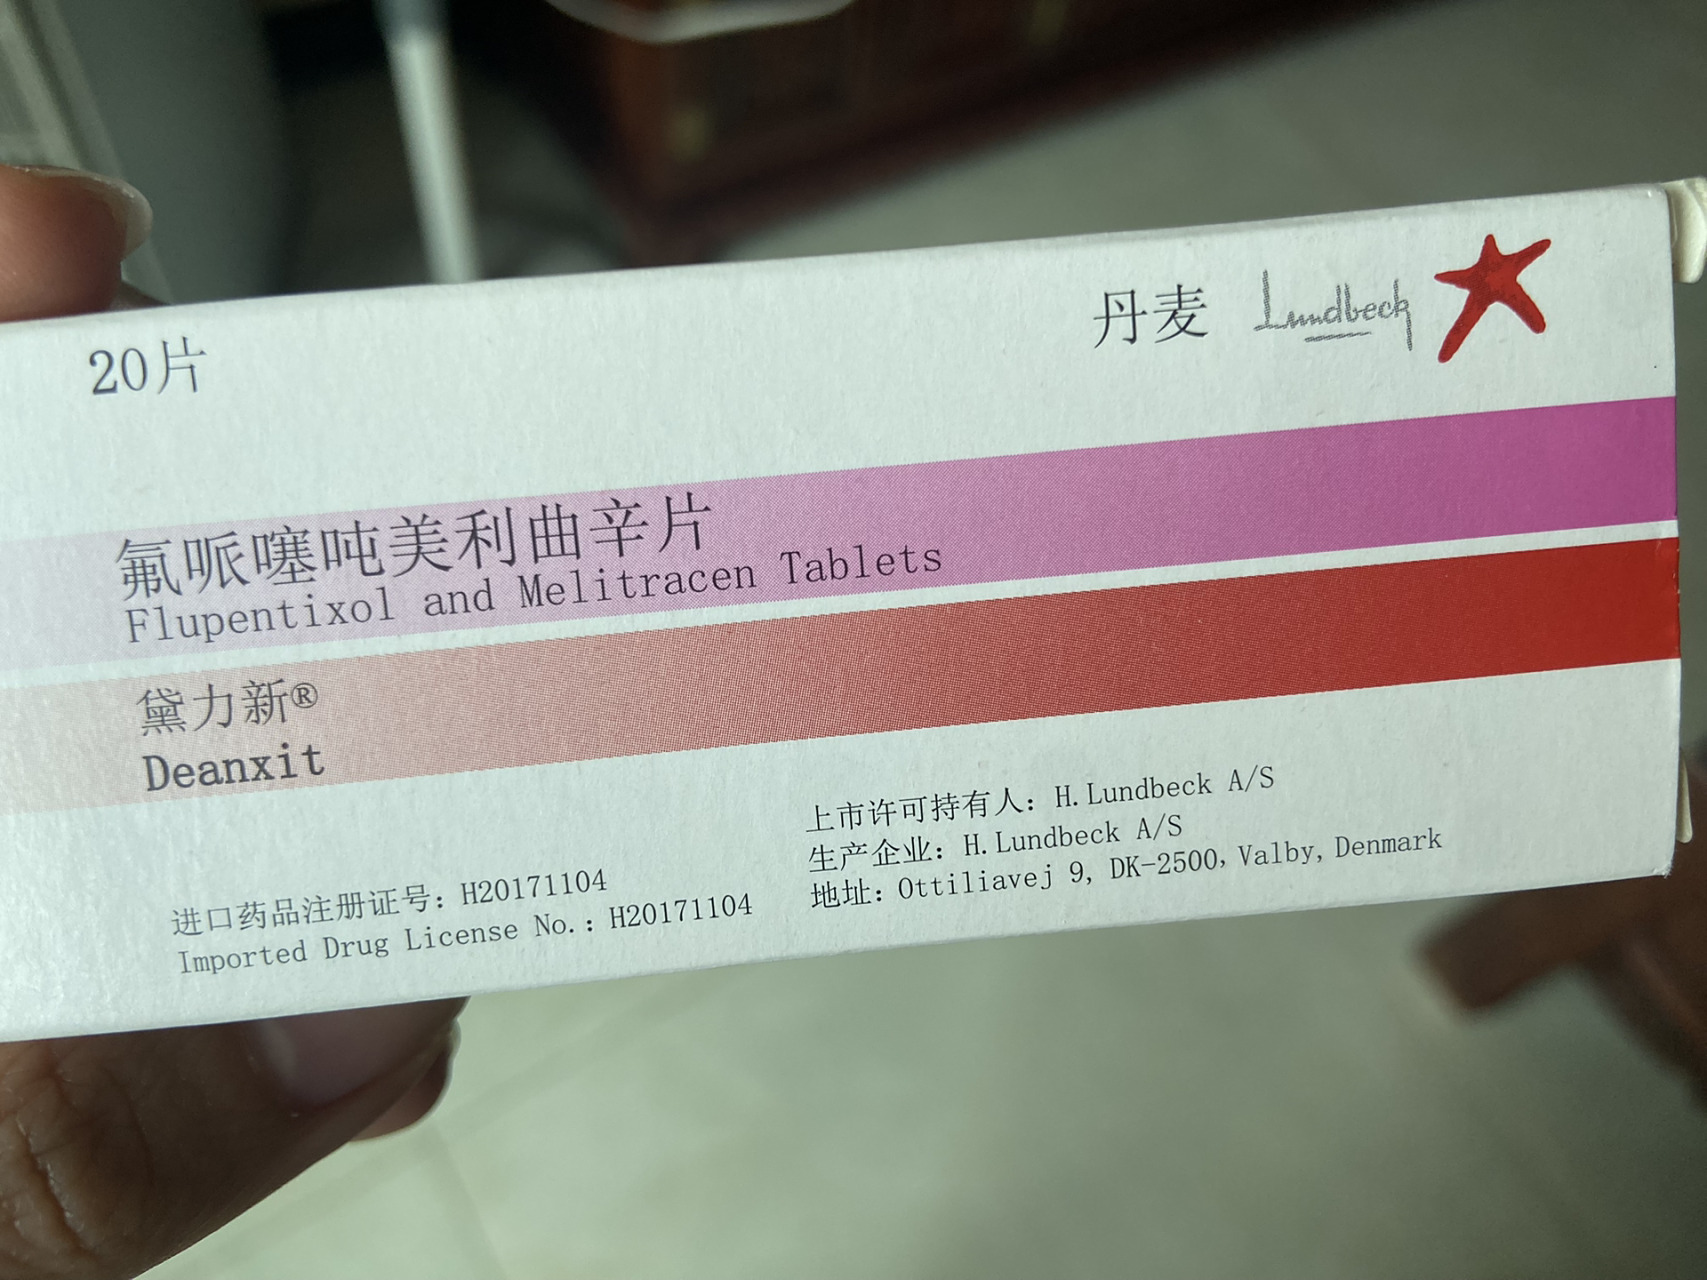 20片
丹麦 Lundbeck
氟哌噻吨美利曲辛片
Flupentixol and Melitracen Tablets
黛力新®
Deanxit
进口药品注册证号：H20171104
Imported Drug License No.：H20171104
上市许可持有人：H. Lundbeck A/S
生产企业：H. Lundbeck A/S
地址：Ottiliavej 9, DK-2500, Valby, Denmark